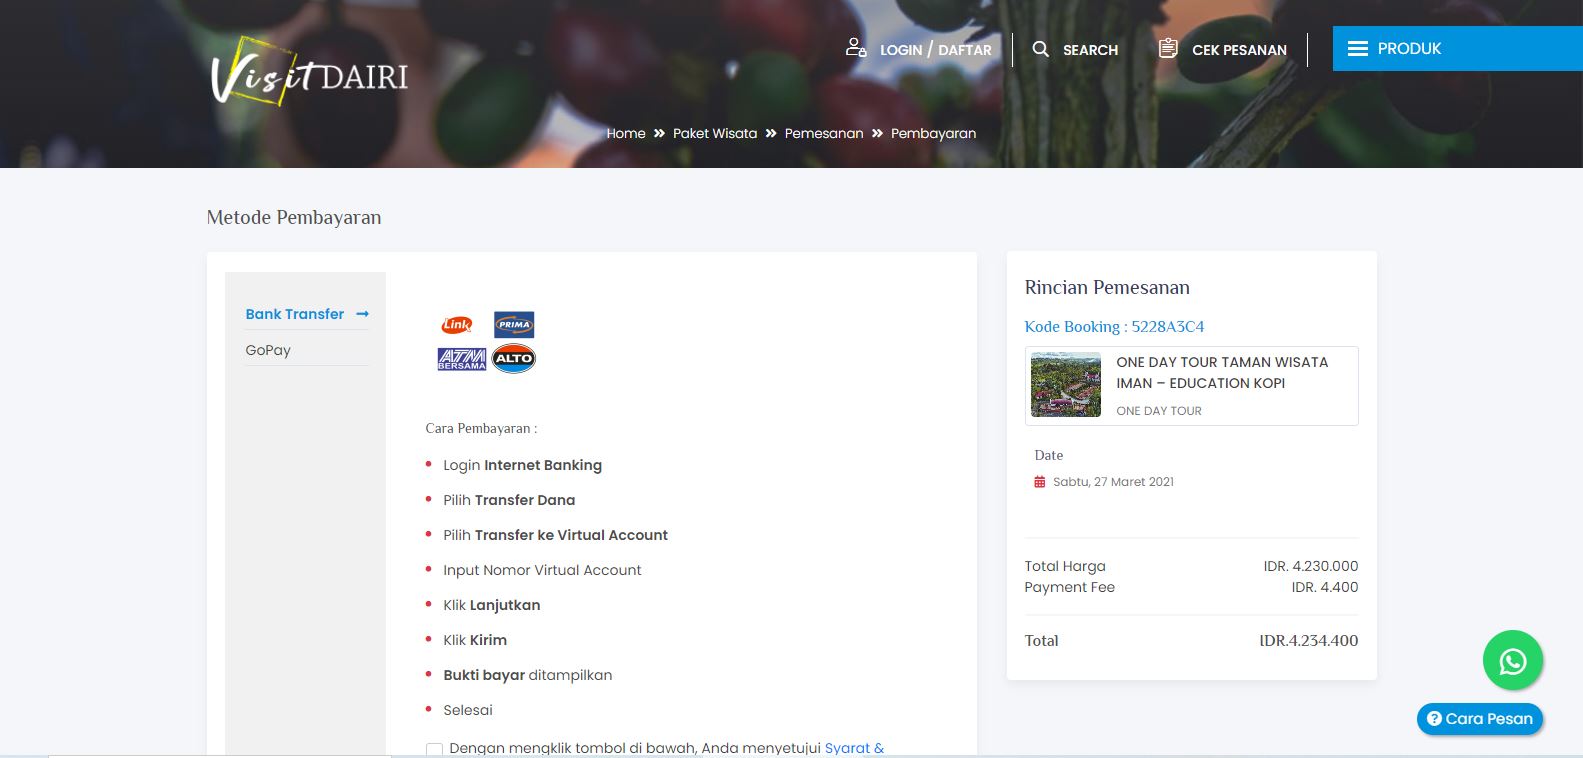 Visit DAIRI
LOGIN / DAFTAR
SEARCH
CEK PESANAN
PRODUK
Home » Paket Wisata » Pemesanan » Pembayaran
Metode Pembayaran
Bank Transfer
GoPay
Link
PRIMA
ATM
BERSAMA
ALTO
Cara Pembayaran :
Login Internet Banking
Pilih Transfer Dana
Pilih Transfer ke Virtual Account
Input Nomor Virtual Account
Klik Lanjutkan
Klik Kirim
Bukti bayar ditampilkan
Selesai
Dengan mengklik tombol di bawah, Anda menyetujui Syarat &
Rincian Pemesanan
Kode Booking : 5228A3C4
ONE DAY TOUR TAMAN WISATA
IMAN – EDUCATION KOPI
ONE DAY TOUR
Date
Sabtu, 27 Maret 2021
Total Harga IDR. 4.230.000
Payment Fee IDR. 4.400
Total IDR.4.234.400
Cara Pesan